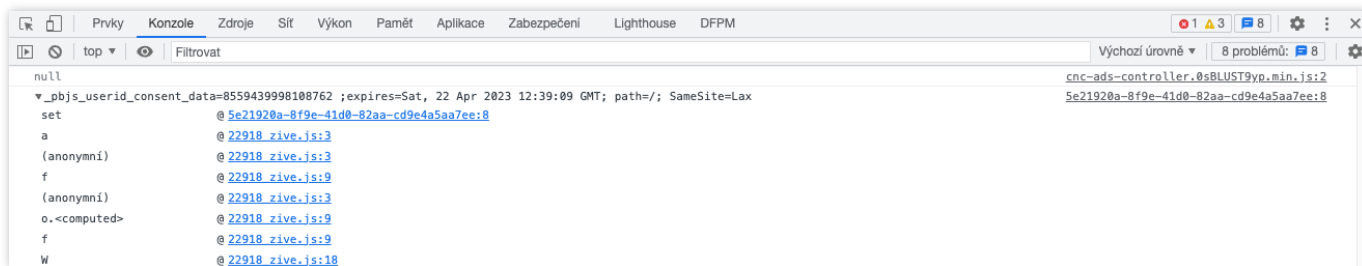 Prvky Konzole Zdroje Síť Výkon Paměť Aplikace Zabezpečení Lighthouse DFPM 1 3 8
top Filtrovat Výchozí úrovně 8 problémů: 8
null cnc-ads-controller.0sBLUST9yp.min.js:2
_pbjs_userid_consent_data=8559439998108762 ;expires=Sat, 22 Apr 2023 12:39:09 GMT; path=/; SameSite=Lax 5e21920a-8f9e-41d0-82aa-cd9e4a5aa7ee:8
set @ 5e21920a-8f9e-41d0-82aa-cd9e4a5aa7ee:8
a @ 22918 zive.js:3
(anonymní) @ 22918 zive.js:3
f @ 22918 zive.js:9
(anonymní) @ 22918 zive.js:3
o.<computed> @ 22918 zive.js:9
f @ 22918 zive.js:9
W @ 22918 zive.js:18